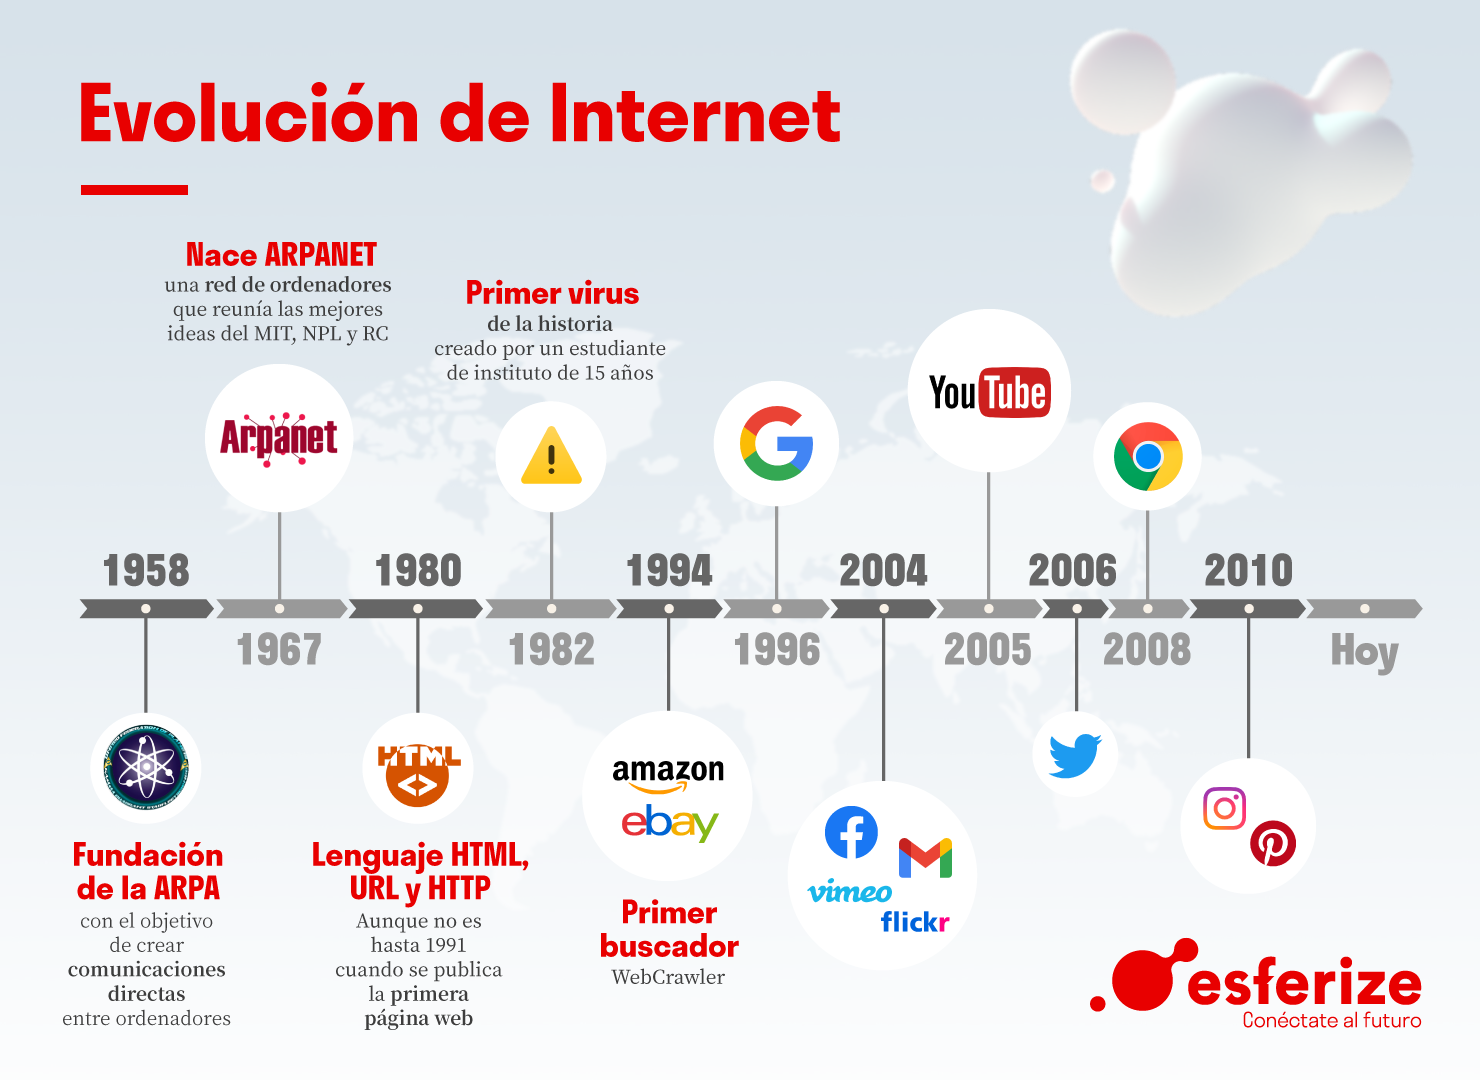 Evolución de Internet
Nace ARPANET
una red de ordenadores
que reunía las mejores
ideas del MIT, NPL y RC
Arpanet
Primer virus
de la historia
creado por un estudiante
de instituto de 15 años
YouTube
1958
1980
1994
2004
2006
2010
1967
1982
1996
2005
2008
Hoy
Fundación
de la ARPA
con el objetivo
de crear
comunicaciones
directas
entre ordenadores
HTML
Lenguaje HTML,
URL y HTTP
Aunque no es
hasta 1991
cuando se publica
la primera
página web
amazon
ebay
Primer
buscador
WebCrawler
vimeo
flickr
esferize
Conéctate al futuro